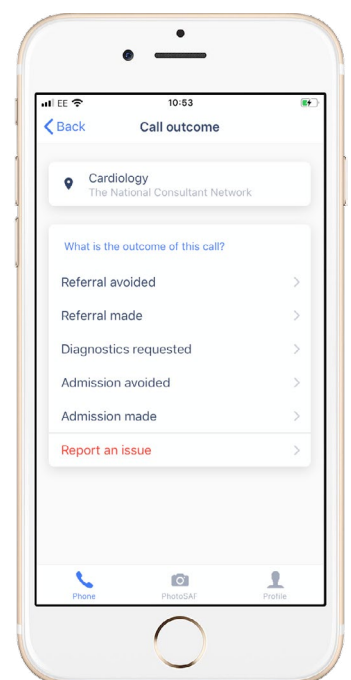 EE 10:53
Back Call outcome
Cardiology
The National Consultant Network
What is the outcome of this call?
Referral avoided
Referral made
Diagnostics requested
Admission avoided
Admission made
Report an issue
Phone PhotoSAF Profile